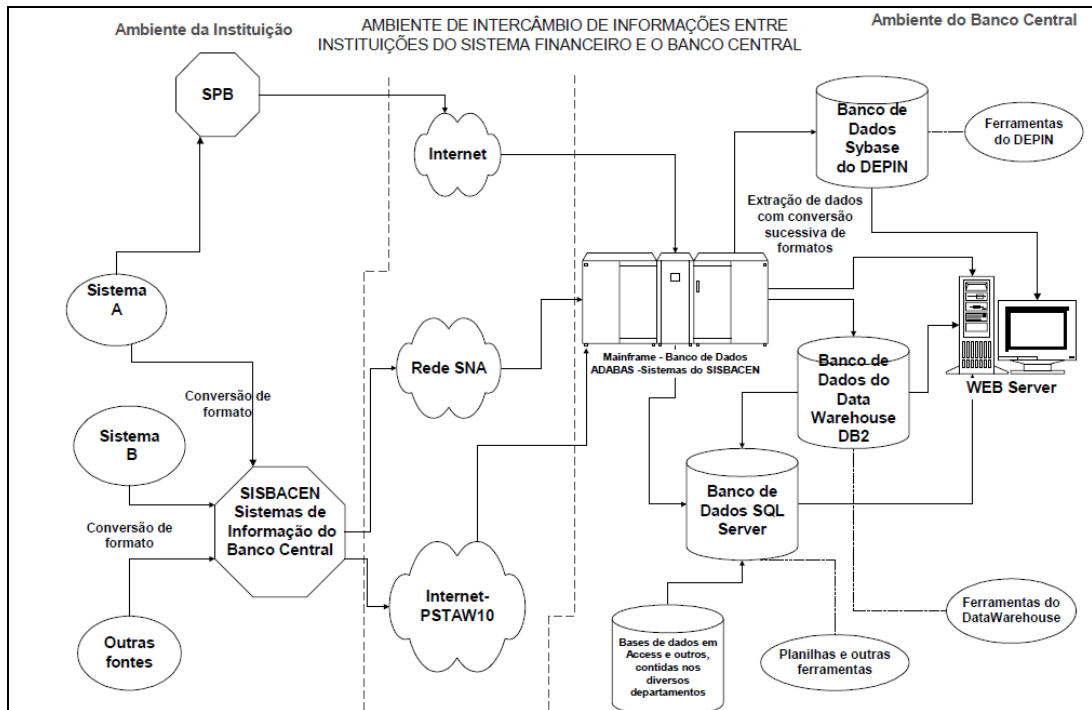 Ambiente da Instituição
AMBIENTE DE INTERCÂMBIO DE INFORMAÇÕES ENTRE
INSTITUIÇÕES DO SISTEMA FINANCEIRO E O BANCO CENTRAL
Ambiente do Banco Central
SPB
Internet
Banco de
Dados
Sybase
do DEPIN
Ferramentas
do DEPIN
Extração de dados
com conversão
sucessiva de
formatos
Sistema
A
Rede SNA
Mainframe - Banco de Dados
ADABAS -Sistemas do SISBACEN
Banco de
Dados do
Data
Warehouse
DB2
WEB Server
Conversão de
formato
Sistema
B
SISBACEN
Sistemas de
Informação do
Banco Central
Banco de
Dados SQL
Server
Conversão de
formato
Internet-
PSTAW10
Outras
fontes
Bases de dados em
Access e outros,
contidas nos
diversos
departamentos
Planilhas e outras
ferramentas
Ferramentas do
DataWarehouse